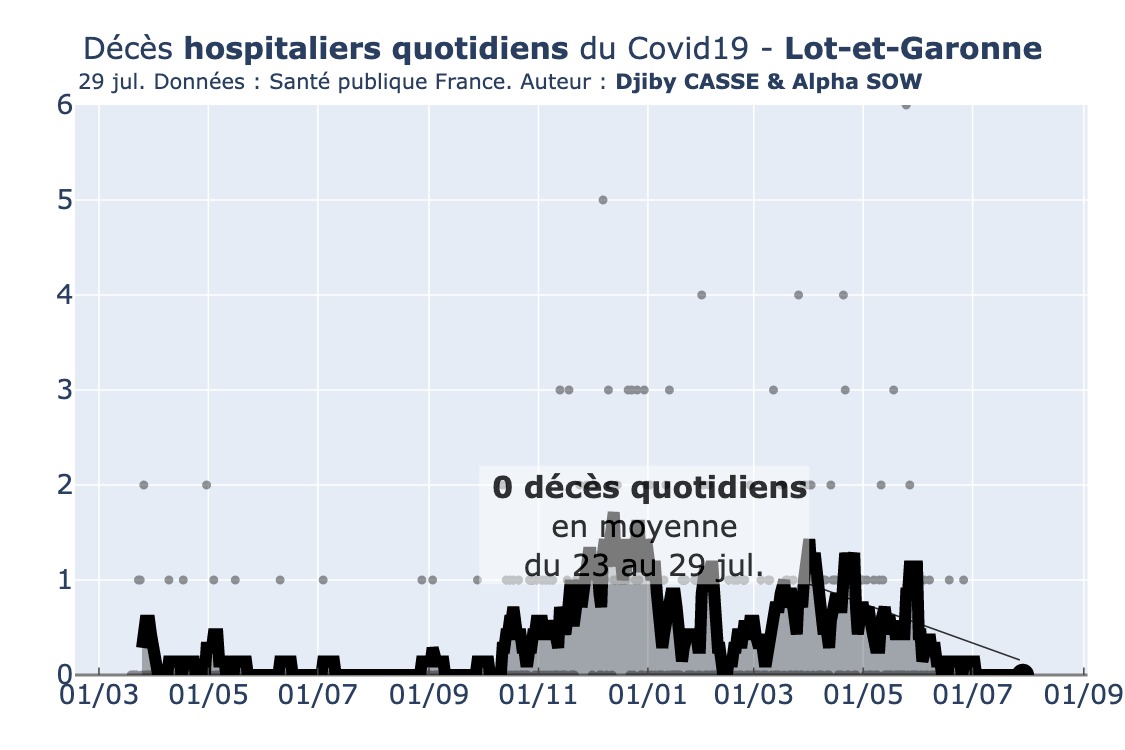 Décès hospitaliers quotidiens du Covid19 - Lot-et-Garonne
29 jul. Données : Santé publique France. Auteur : Djiby CASSE & Alpha SOW
6
5
4
3
2
1
0
0 décès quotidiens
en moyenne
du 23 au 29 jul.
01/03 01/05 01/07 01/09 01/11 01/01 01/03 01/05 01/07 01/09